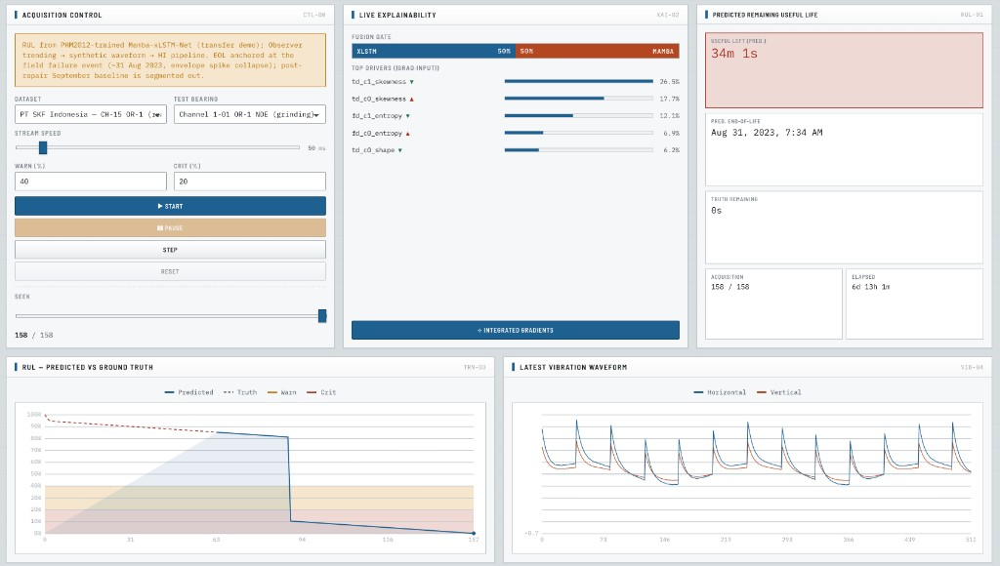 ACQUISITION CONTROL
CTL-00
RUL from PHM2012-trained Mamba-xLSTM-Net (transfer demo); Observer
trending → synthetic waveform → HI pipeline. EOL anchored at the
field failure event (~31 Aug 2023, envelope spike collapse); post-
repair September baseline is segmented out.
DATASET
TEST BEARING
PT SKF Indonesia — CH-15 OR-1
Channel 1-01 OR-1 NDE (grinding)
STREAM SPEED
50 ms
WARN (%)
CRIT (%)
40
20
▶ START
PAUSE
STEP
RESET
SEEK
158 / 158
LIVE EXPLAINABILITY
XAI-02
FUSION GATE
XLSTM 50% 50% MAMBA
TOP DRIVERS (|GRAD·INPUT|)
td_c1_skewness ▼ 26.5%
td_c0_skewness ▲ 17.7%
fd_c1_entropy ▼ 12.1%
fd_c0_entropy ▲ 6.9%
td_c0_shape ▼ 6.2%
INTEGRATED GRADIENTS
PREDICTED REMAINING USEFUL LIFE
RUL-01
USEFUL LEFT (PRED.)
34m 1s
PRED. END-OF-LIFE
Aug 31, 2023, 7:34 AM
TRUTH REMAINING
0s
ACQUISITION
158 / 158
ELAPSED
6d 13h 1m
RUL — PREDICTED VS GROUND TRUTH
TRN-03
Predicted Truth Warn Crit
100%
90%
80%
70%
60%
50%
40%
30%
20%
10%
0%
0 31 63 94 126 157
LATEST VIBRATION WAVEFORM
VIB-04
Horizontal Vertical
-0.7
0 73 146 219 293 366 439 512